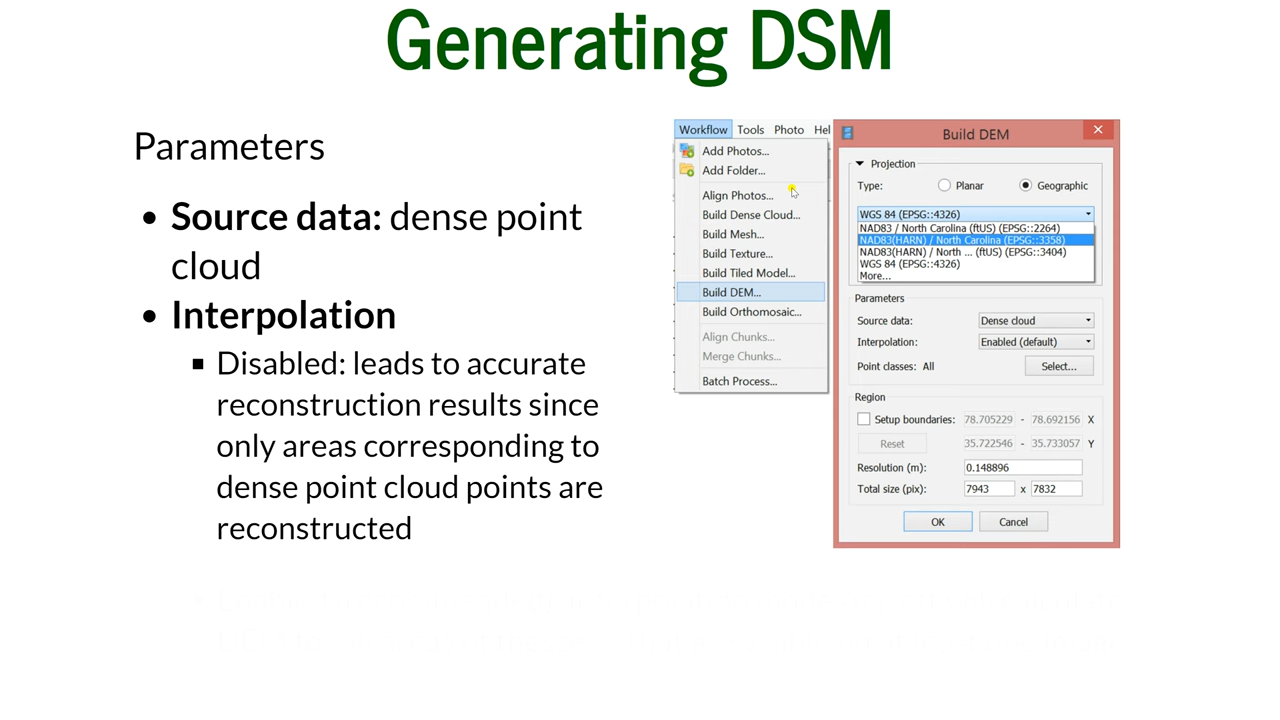 Generating DSM
Parameters
• Source data: dense point
cloud
• Interpolation
▪ Disabled: leads to accurate
reconstruction results since
only areas corresponding to
dense point cloud points are
reconstructed
Workflow Tools Photo Hel
Add Photos...
Add Folder...
Align Photos...
Build Dense Cloud...
Build Mesh...
Build Texture...
Build Tiled Model...
Build DEM...
Build Orthomosaic...
Align Chunks...
Merge Chunks...
Batch Process...
Build DEM
Projection
Type: Planar Geographic
WGS 84 (EPSG::4326)
NAD83 / North Carolina (ftUS) (EPSG::2264)
NAD83(HARN) / North Carolina (EPSG::3358)
NAD83(HARN) / North ... (ftUS) (EPSG::3404)
WGS 84 (EPSG::4326)
More...
Parameters
Source data: Dense cloud
Interpolation: Enabled (default)
Point classes: All Select...
Region
Setup boundaries: 78.705229 - 78.692156 X
Reset 35.722546 - 35.733057 Y
Resolution (m): 0.148896
Total size (pix): 7943 x 7832
OK Cancel